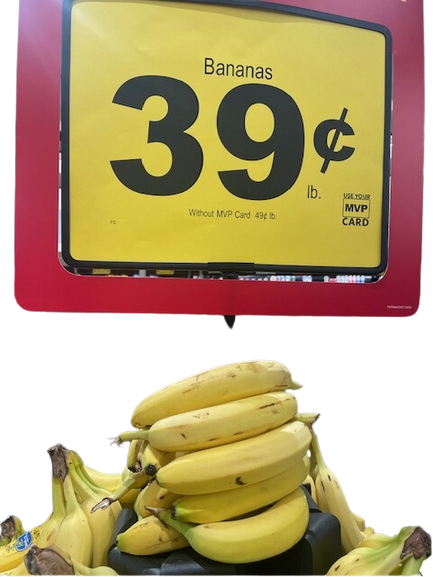 Bananas
39¢
lb.
Without MVP Card 49¢ lb.
USE YOUR
MVP
CARD